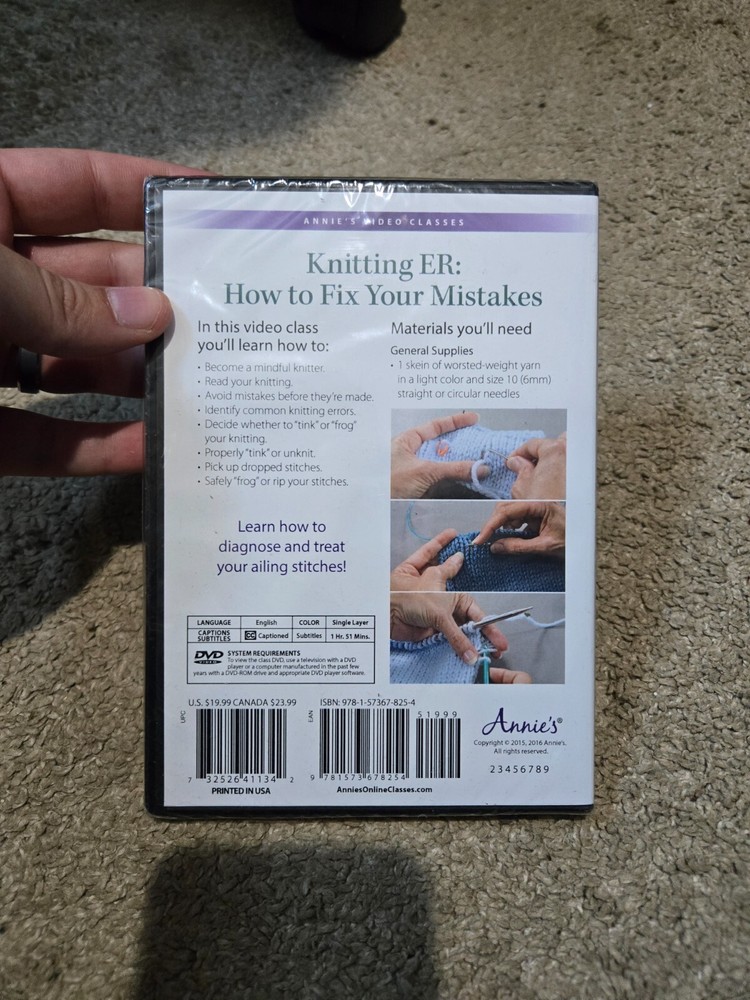 ANNIE'S VIDEO CLASSES
Knitting ER:
How to Fix Your Mistakes
In this video class
you'll learn how to:
• Become a mindful knitter.
• Read your knitting.
• Avoid mistakes before they're made.
• Identify common knitting errors.
• Decide whether to "tink" or "frog"
your knitting.
• Properly "tink" or unknit.
• Pick up dropped stitches.
• Safely "frog" or rip your stitches.
Learn how to
diagnose and treat
your ailing stitches!
Materials you'll need
General Supplies
• 1 skein of worsted-weight yarn
in a light color and size 10 (6mm)
straight or circular needles
LANGUAGE English COLOR Single Layer
CAPTIONS SUBTITLES CC Captioned Subtitles 1 Hr. 51 Mins.
DVD VIDEO
SYSTEM REQUIREMENTS
To view the class DVD, use a television with a DVD
player or a computer manufactured in the past few
years with a DVD-ROM drive and appropriate DVD player software.
U.S. $19.99 CANADA $23.99
UPC
7 32526 41134 2
PRINTED IN USA
ISBN: 978-1-57367-825-4
EAN
51999
9 781573 678254
AnniesOnlineClasses.com
Annie's®
Copyright © 2015, 2016 Annie's.
All rights reserved.
23456789